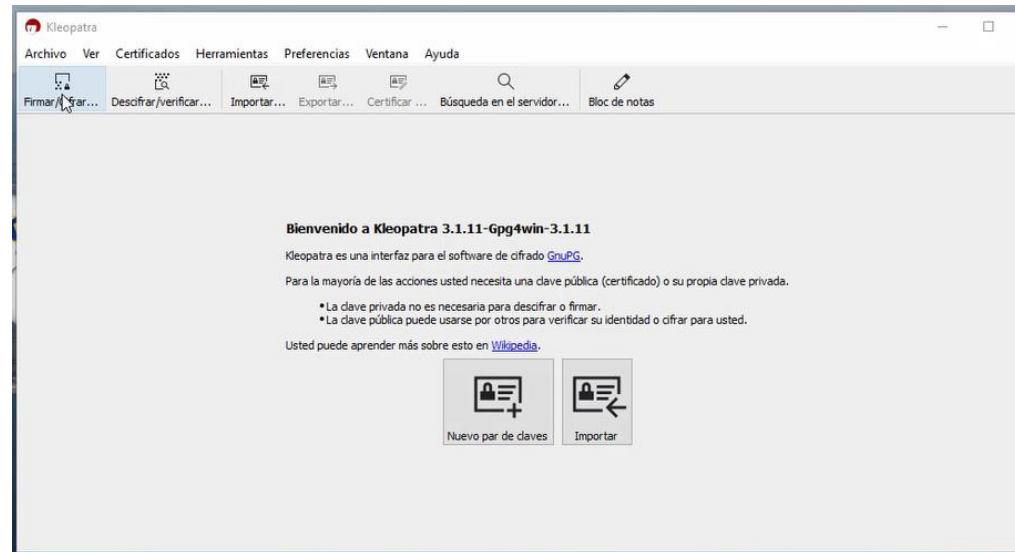 Kleopatra
Archivo Ver Certificados Herramientas Preferencias Ventana Ayuda
Firmar/cifrar... Descifrar/verificar... Importar... Exportar... Certificar ... Búsqueda en el servidor... Bloc de notas
Bienvenido a Kleopatra 3.1.11-Gpg4win-3.1.11
Kleopatra es una interfaz para el software de cifrado GnuPG.
Para la mayoría de las acciones usted necesita una clave pública (certificado) o su propia clave privada.
•La clave privada no es necesaria para descifrar o firmar.
•La clave pública puede usarse por otros para verificar su identidad o cifrar para usted.
Usted puede aprender más sobre esto en Wikipedia.
Nuevo par de claves Importar